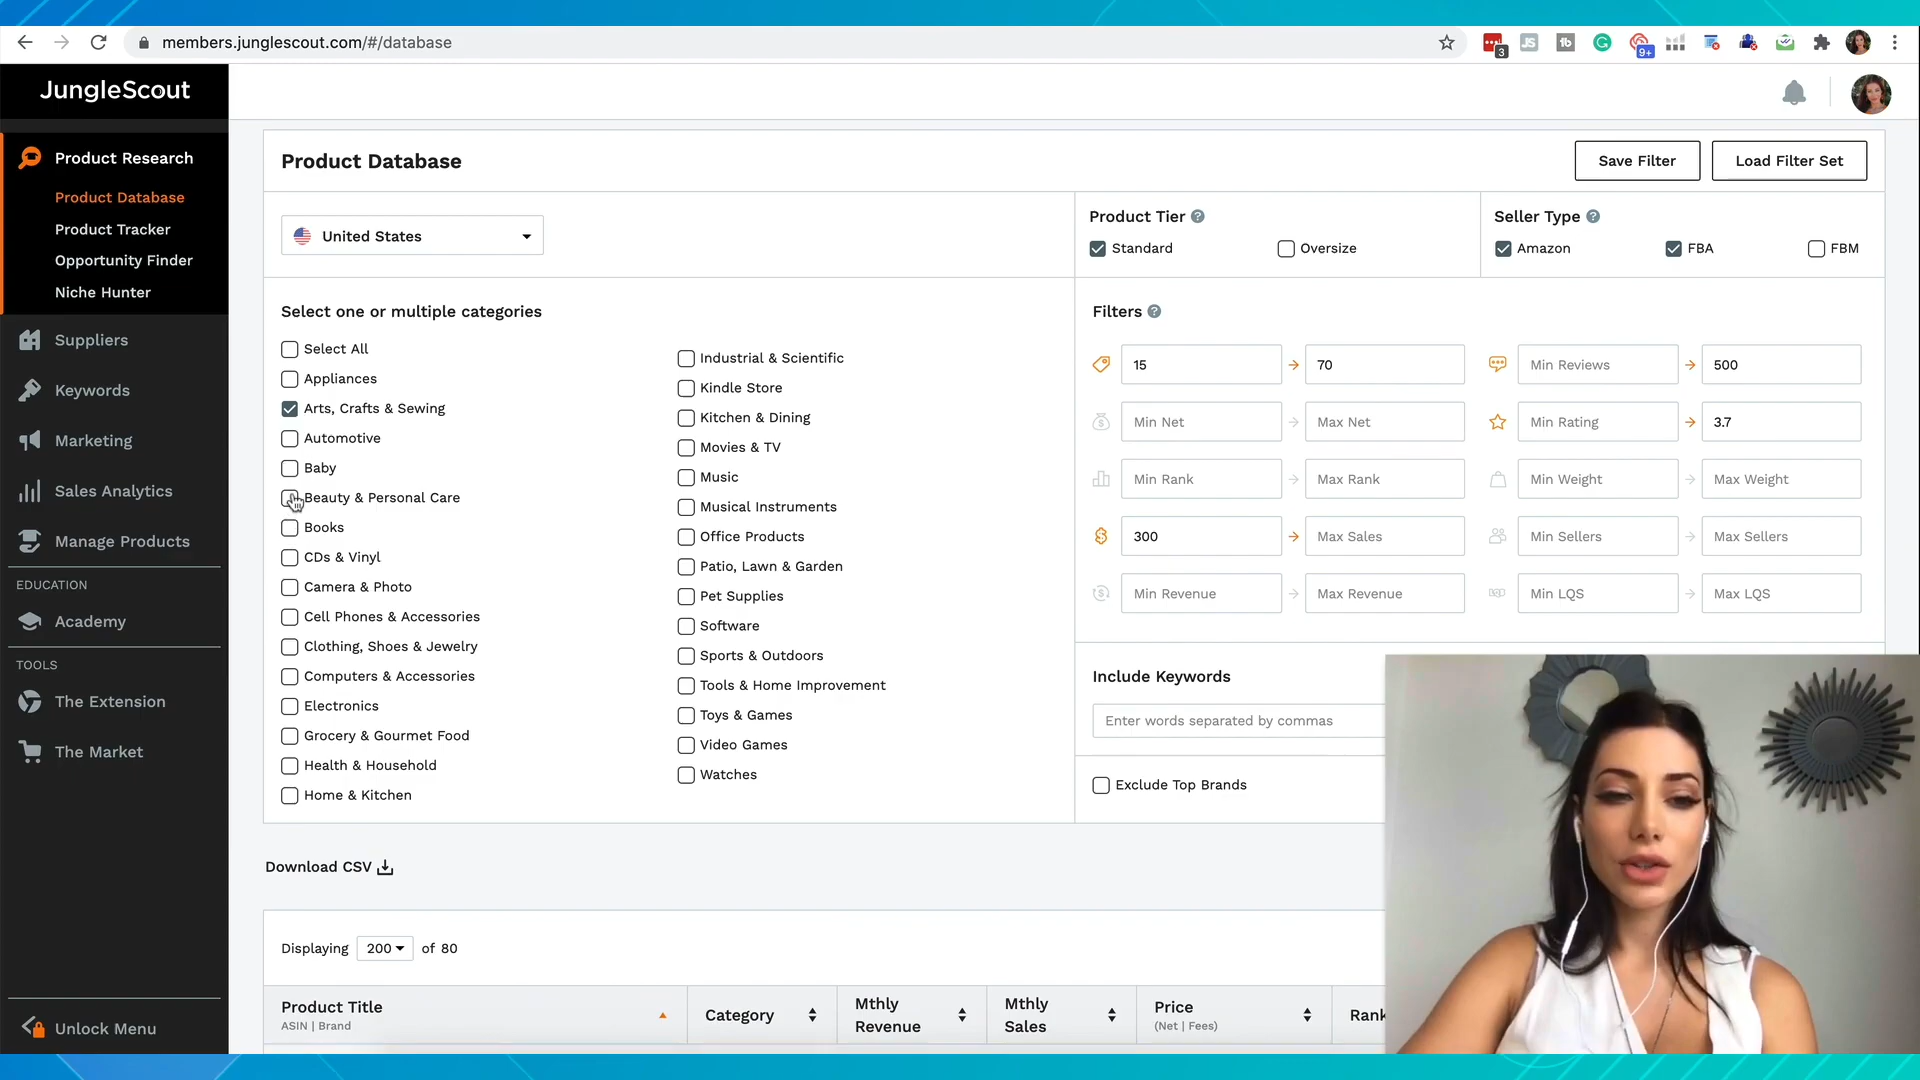 members.junglescout.com/#/database
3
JS
fb
9+
JungleScout
Product Research
Product Database
Product Tracker
Opportunity Finder
Niche Hunter
Suppliers
Keywords
Marketing
Sales Analytics
Manage Products
EDUCATION
Academy
TOOLS
The Extension
The Market
Unlock Menu
Product Database
Save Filter
Load Filter Set
United States
Product Tier ?
Standard
Oversize
Seller Type ?
Amazon
FBA
FBM
Select one or multiple categories
Select All
Appliances
Arts, Crafts & Sewing
Automotive
Baby
Beauty & Personal Care
Books
CDs & Vinyl
Camera & Photo
Cell Phones & Accessories
Clothing, Shoes & Jewelry
Computers & Accessories
Electronics
Grocery & Gourmet Food
Health & Household
Home & Kitchen
Industrial & Scientific
Kindle Store
Kitchen & Dining
Movies & TV
Music
Musical Instruments
Office Products
Patio, Lawn & Garden
Pet Supplies
Software
Sports & Outdoors
Tools & Home Improvement
Toys & Games
Video Games
Watches
Filters ?
15
70
Min Reviews
500
Min Net
Max Net
Min Rating
3.7
Min Rank
Max Rank
Min Weight
Max Weight
300
Max Sales
Min Sellers
Max Sellers
Min Revenue
Max Revenue
Min LQS
Max LQS
Include Keywords
Enter words separated by commas
Exclude Top Brands
Download CSV
Displaying 200 of 80
Product Title
ASIN | Brand
Category
Mthly
Revenue
Mthly
Sales
Price
(Net | Fees)
Rank